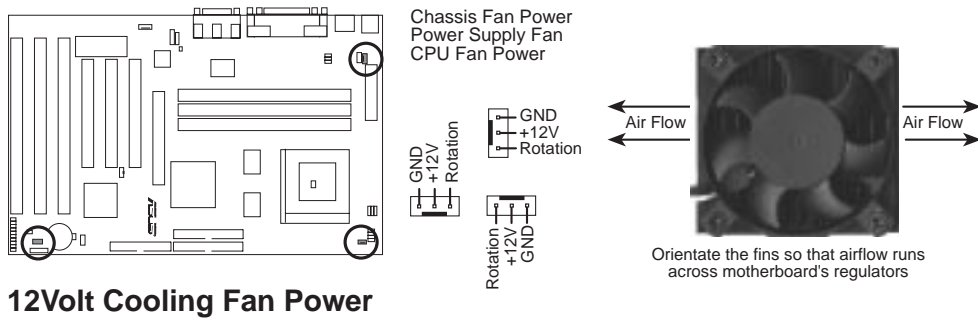 Chassis Fan Power
Power Supply Fan
CPU Fan Power
GND
+12V
Rotation
GND
+12V
Rotation
Rotation
+12V
GND
Air Flow
Air Flow
Orientate the fins so that airflow runs
across motherboard's regulators
ASUS
12Volt Cooling Fan Power